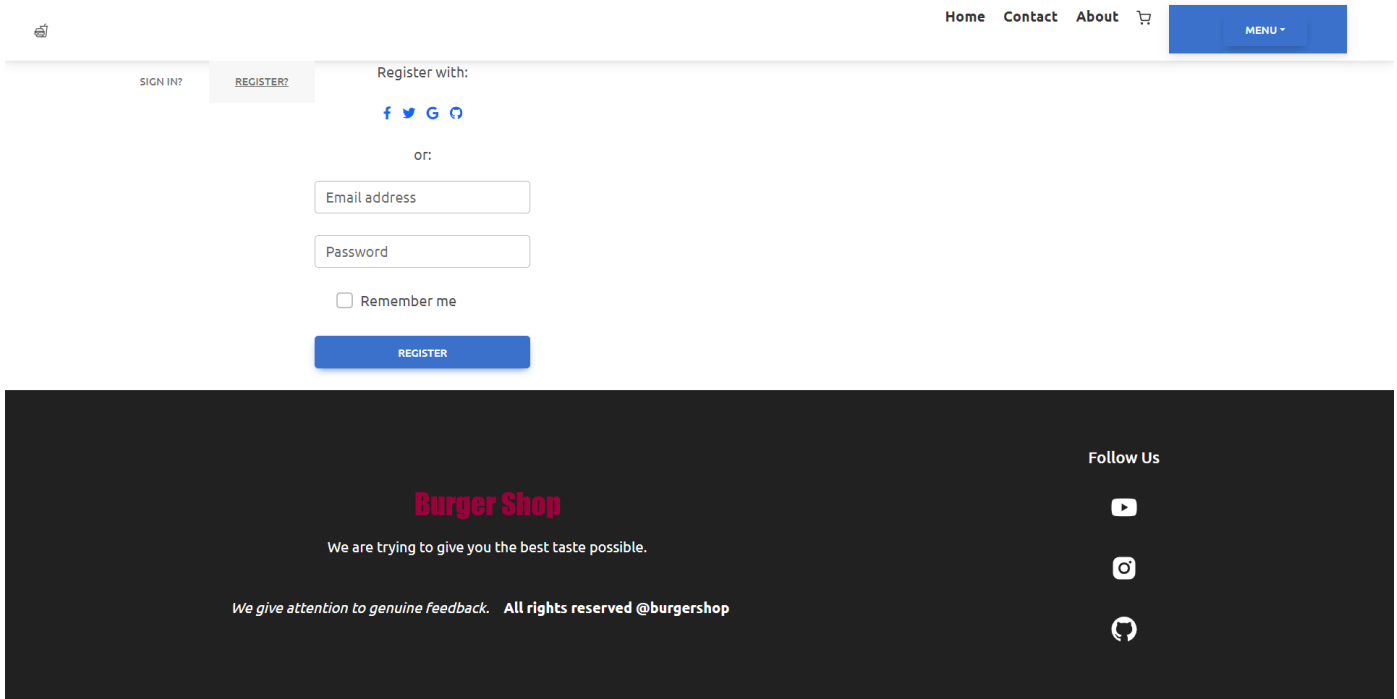 Home Contact About MENU
SIGN IN? REGISTER? Register with:
or:
Email address
Password
Remember me
REGISTER
Follow Us
Burger Shop
We are trying to give you the best taste possible.
We give attention to genuine feedback. All rights reserved @burgershop